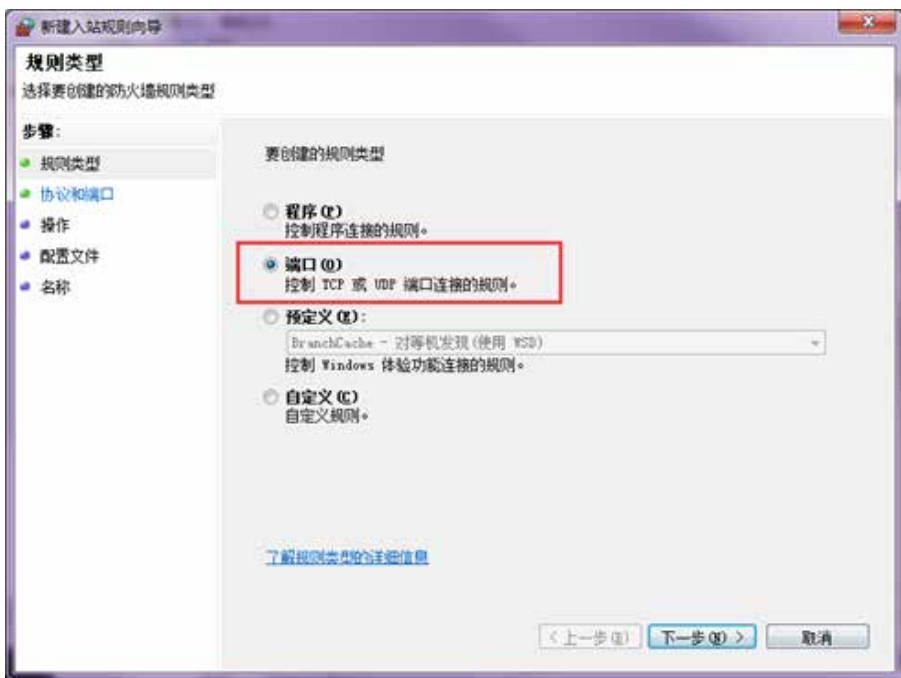 新建入站规则向导
规则类型
选择要创建的防火墙规则类型
步骤:
规则类型
协议和端口
操作
配置文件
名称
要创建的规则类型
程序(P)
控制程序连接的规则。
端口(O)
控制 TCP 或 UDP 端口连接的规则。
预定义(E):
BranchCache - 对等机发现(使用 WSD)
控制 Windows 体验功能连接的规则。
自定义(C)
自定义规则。
了解规则类型的详细信息
<上一步(B) 下一步(N)> 取消